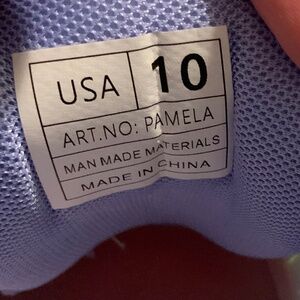 USA 10
ART.NO: PAMELA
MAN MADE MATERIALS
MADE IN CHINA